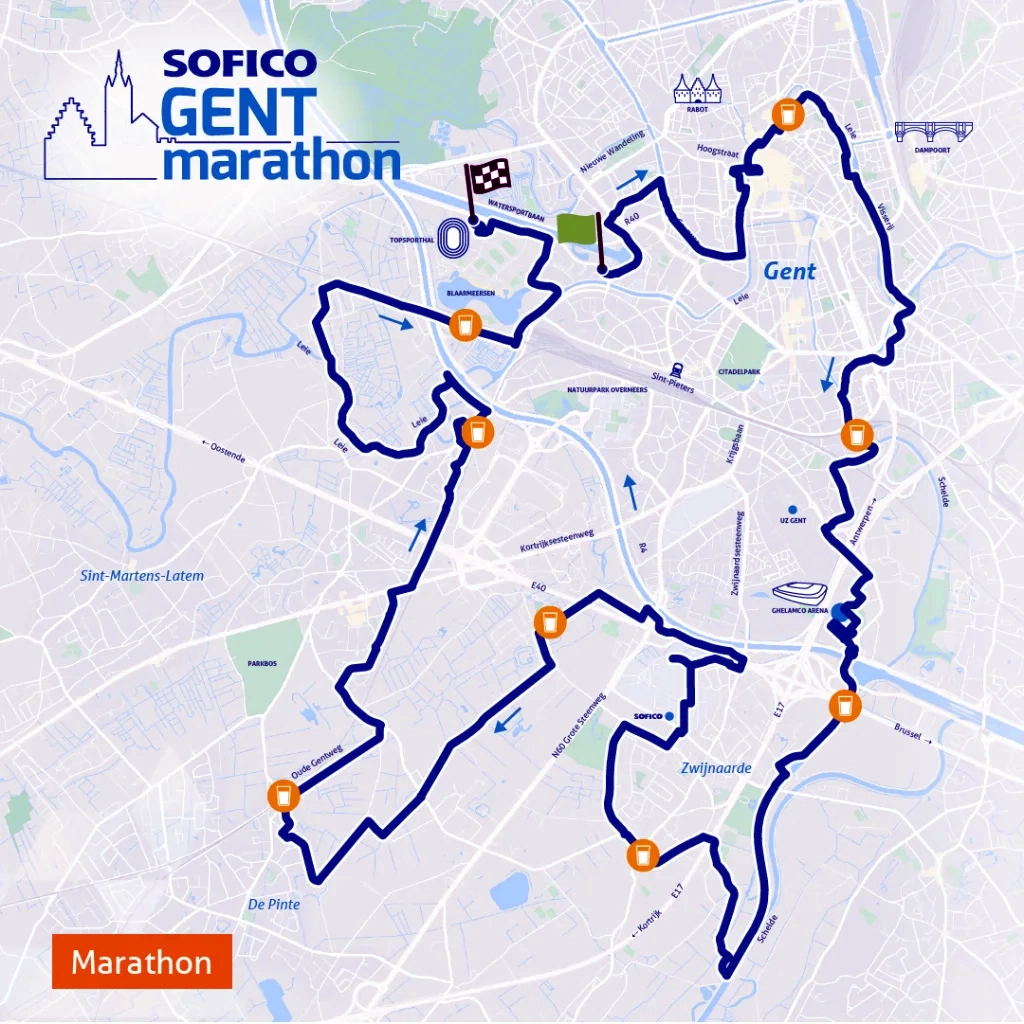 SOFICO
GENT
marathon
RABOT
DAMPOORT
Hoogstraat
Leie
Nieuwe Wandeling
WATERSPORTBAAN
R40
Visserij
TOPSPORTHAL
Gent
BLAARMEERSEN
Leie
Leie
Sint-Pieters
CITADELPARK
NATUURPARK OVERMEERS
Leie
Leie
← Oostende
Krijgsbaan
Schelde
UZ GENT
Antwerpen →
Kortrijksesteenweg
R4
Zwijnaardsesteenweg
Sint-Martens-Latem
E40
GHELAMCO ARENA
PARKBOS
N60 Grote Steenweg
SOFICO
E17
Brussel →
Oude Gentweg
Zwijnaarde
De Pinte
E17
← Kortrijk
Schelde
Marathon